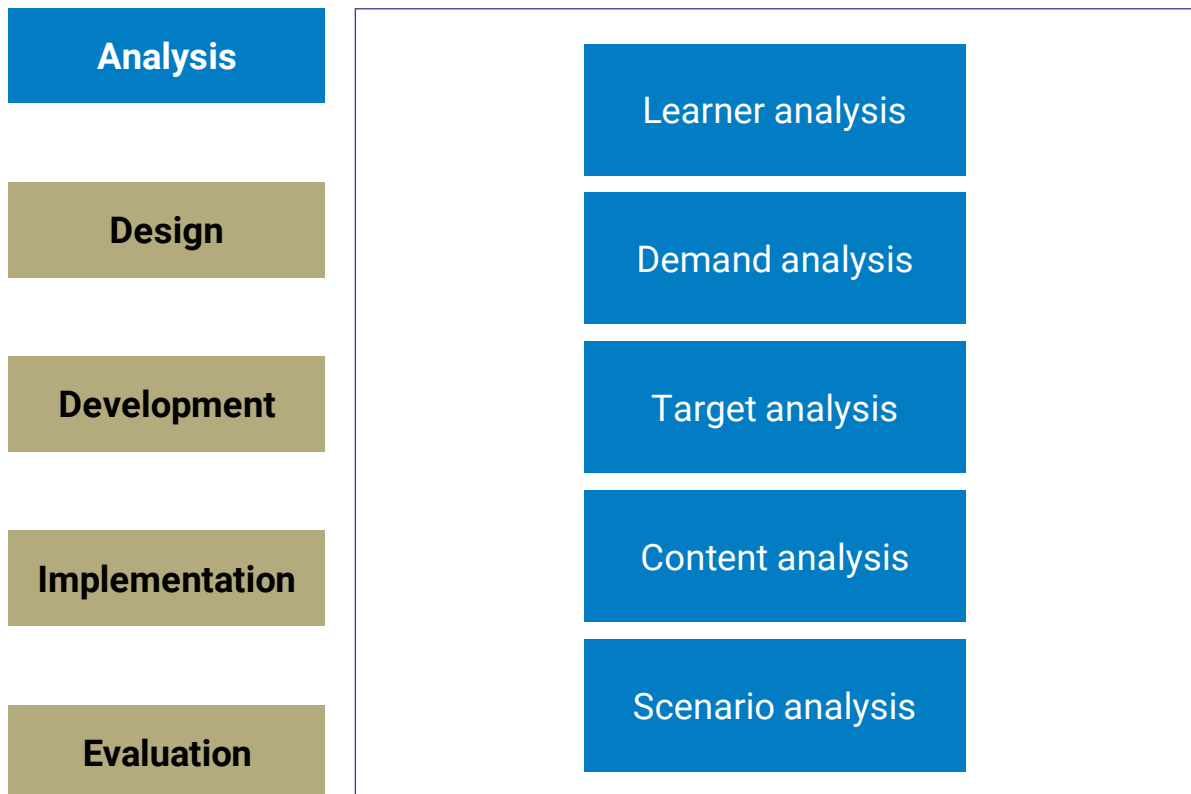 Analysis
Design
Development
Implementation
Evaluation
Learner analysis
Demand analysis
Target analysis
Content analysis
Scenario analysis